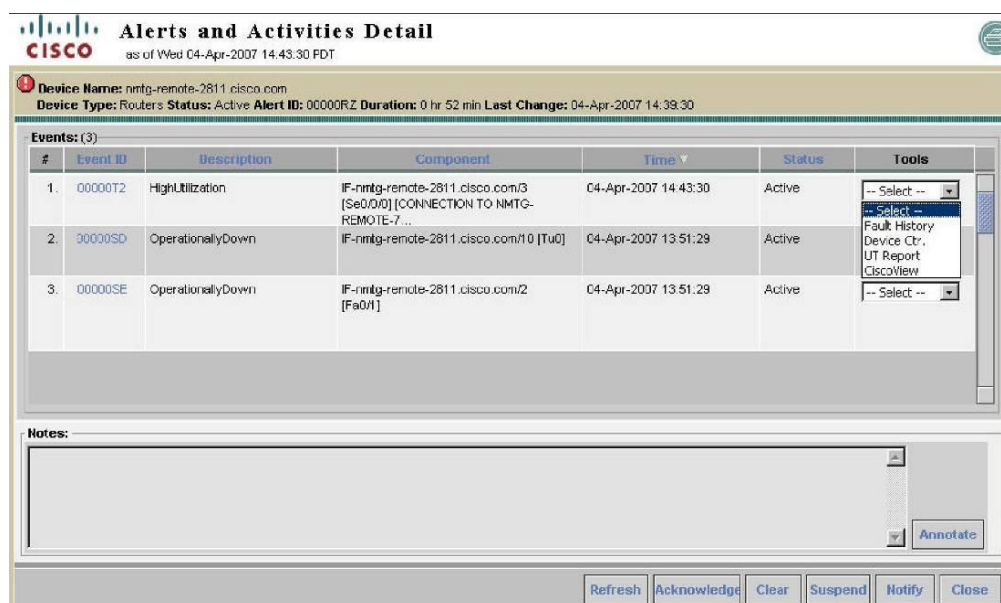 CISCO
Alerts and Activities Detail
as of Wed 04-Apr-2007 14:43:30 PDT
Device Name: nmtg-remote-2811.cisco.com
Device Type: Routers Status: Active Alert ID: 00000RZ Duration: 0 hr 52 min Last Change: 04-Apr-2007 14:39:30
Events: (3)
# Event ID Description Component Time Status Tools
1. 00000T2 HighUtilization IF-nmtg-remote-2811.cisco.com/3 04-Apr-2007 14:43:30 Active -- Select --
[Se0/0/0] [CONNECTION TO NMTG-
REMOTE-7...
-- Select --
Fault History
Device Ctr.
UT Report
CiscoView
2. 00000SD OperationallyDown IF-nmtg-remote-2811.cisco.com/10 [Tu0] 04-Apr-2007 13:51:29 Active
3. 00000SE OperationallyDown IF-nmtg-remote-2811.cisco.com/2 04-Apr-2007 13:51:29 Active -- Select --
[Fa0/1]
Notes:
Annotate
Refresh Acknowledge Clear Suspend Notify Close